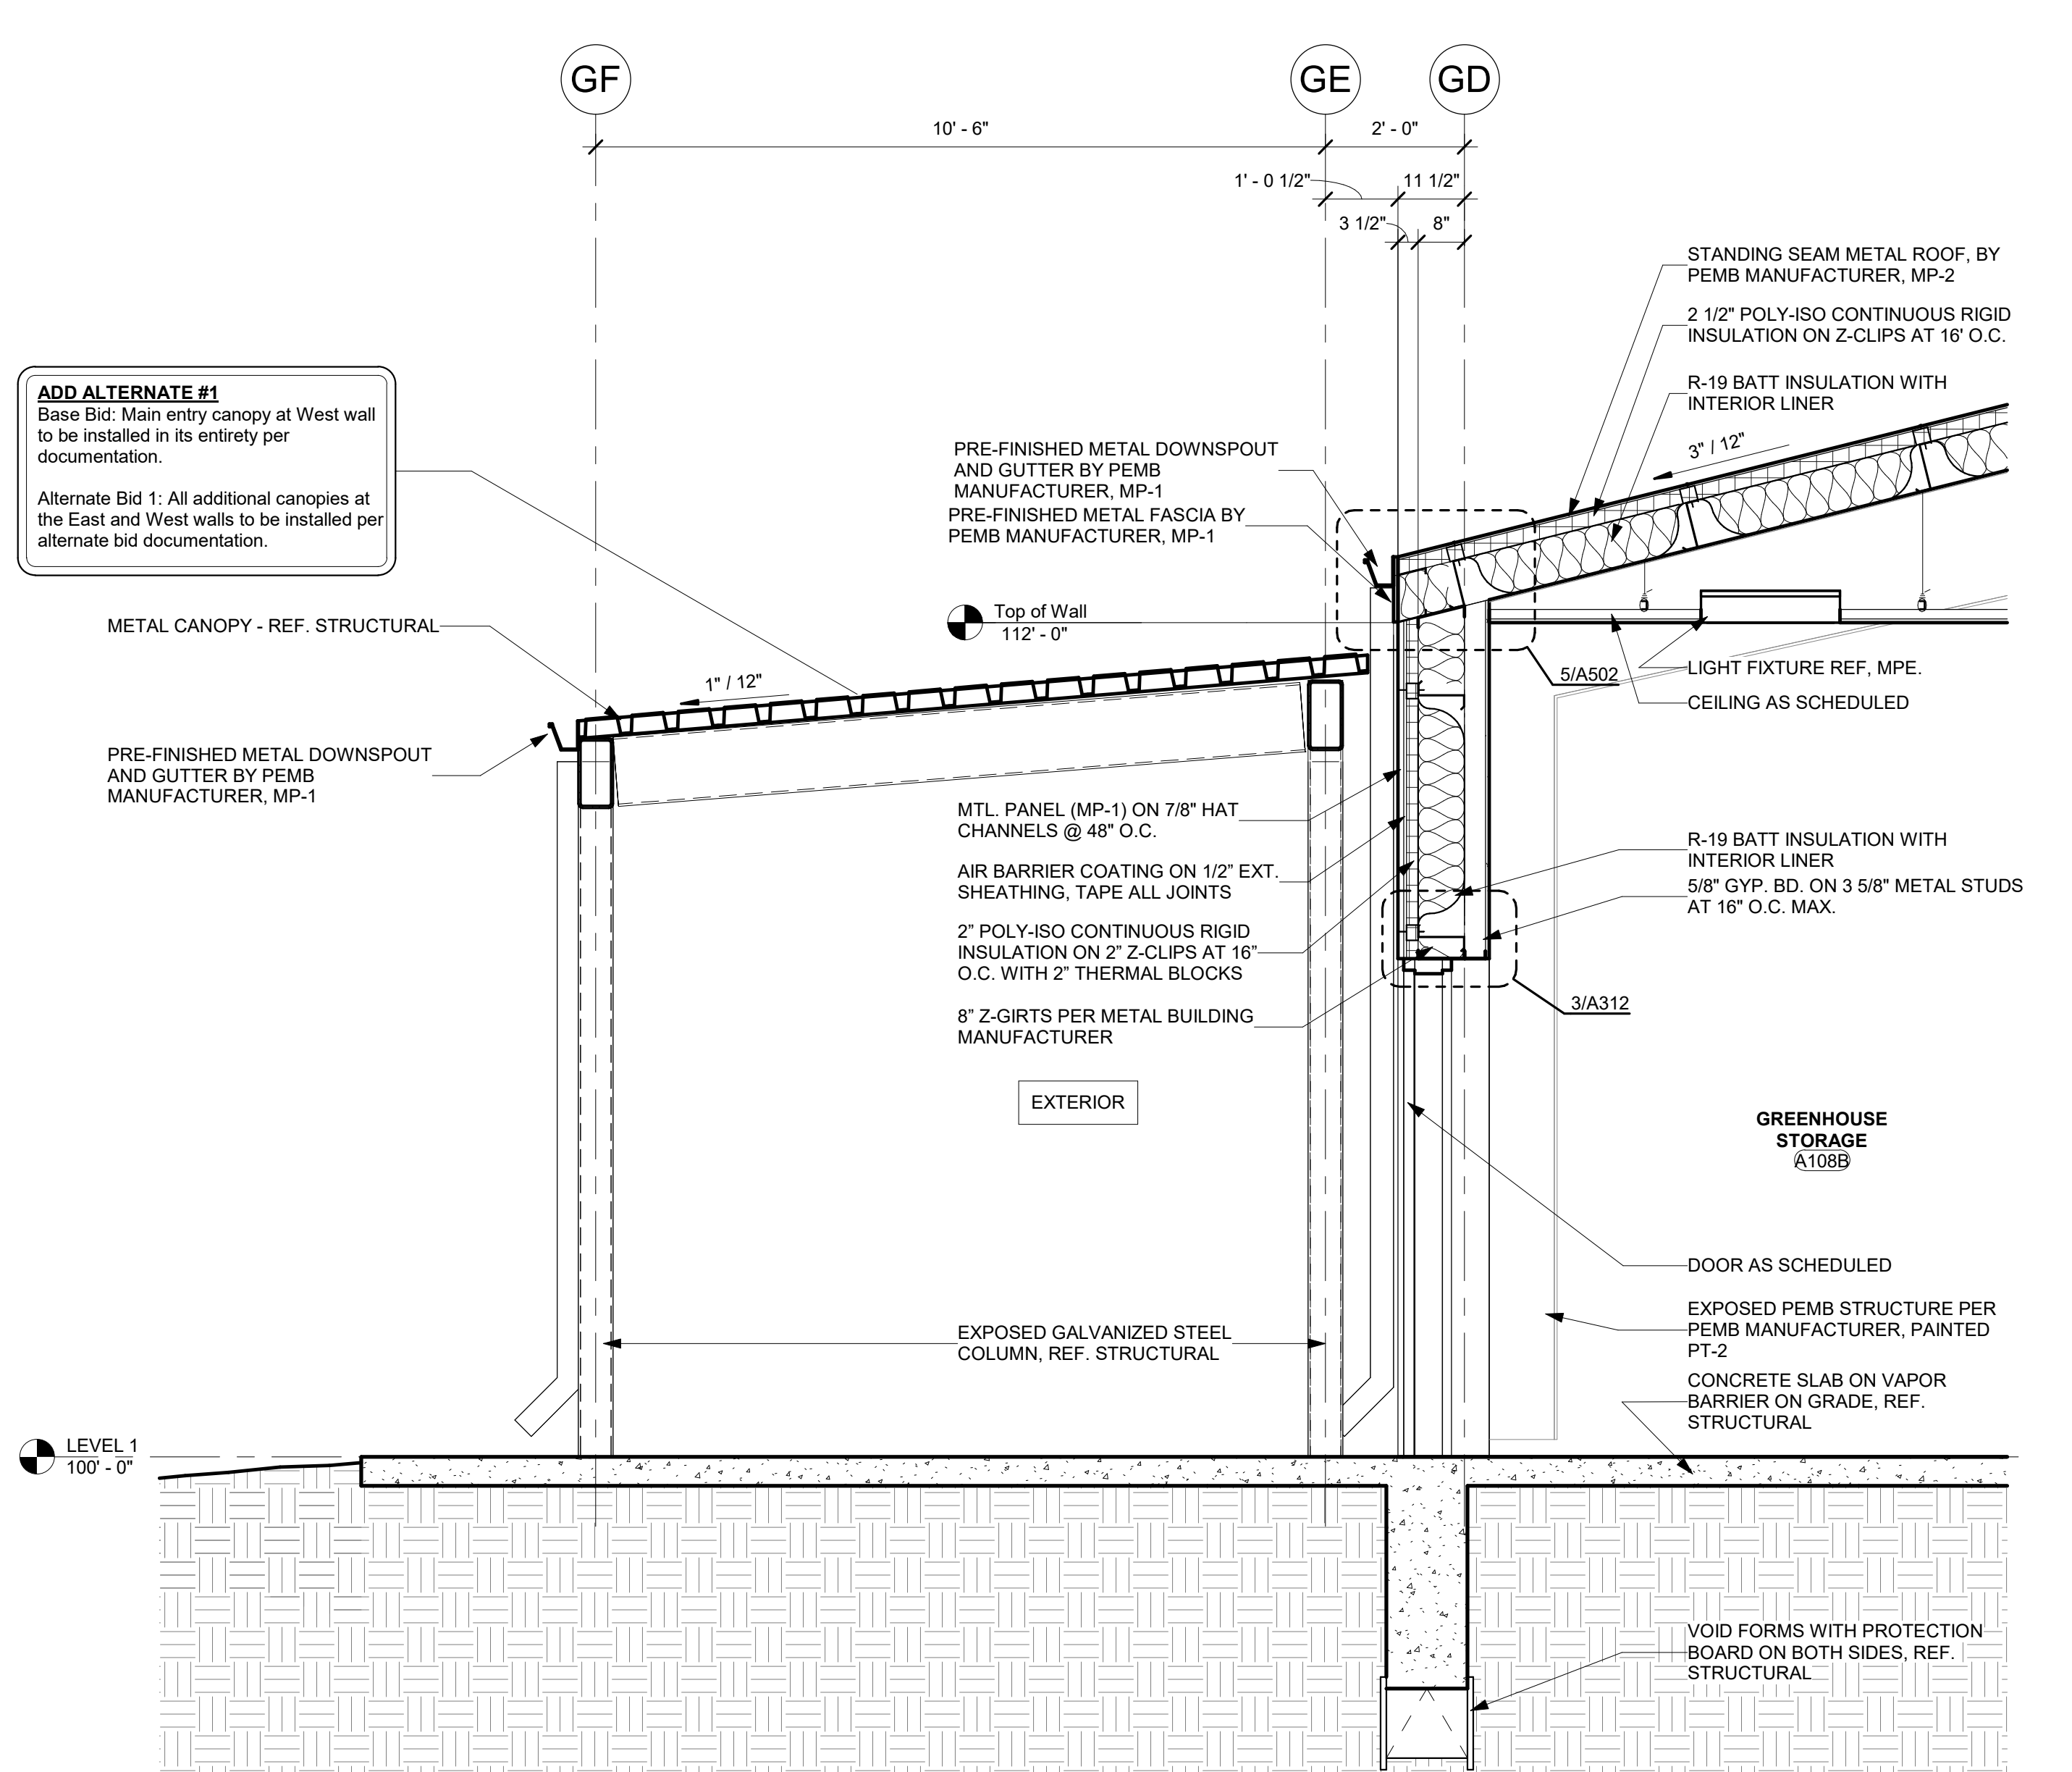 GF
GE
GD
10' - 6"
2' - 0"
1' - 0 1/2"
11 1/2"
3 1/2"
8"
STANDING SEAM METAL ROOF, BY
PEMB MANUFACTURER, MP-2
2 1/2" POLY-ISO CONTINUOUS RIGID
INSULATION ON Z-CLIPS AT 16' O.C.
R-19 BATT INSULATION WITH
INTERIOR LINER
3" / 12"
ADD ALTERNATE #1
Base Bid: Main entry canopy at West wall
to be installed in its entirety per
documentation.
Alternate Bid 1: All additional canopies at
the East and West walls to be installed per
alternate bid documentation.
PRE-FINISHED METAL DOWNSPOUT
AND GUTTER BY PEMB
MANUFACTURER, MP-1
PRE-FINISHED METAL FASCIA BY
PEMB MANUFACTURER, MP-1
Top of Wall
112' - 0"
METAL CANOPY - REF. STRUCTURAL
1" / 12"
5/A502
LIGHT FIXTURE REF, MPE.
CEILING AS SCHEDULED
PRE-FINISHED METAL DOWNSPOUT
AND GUTTER BY PEMB
MANUFACTURER, MP-1
MTL. PANEL (MP-1) ON 7/8" HAT
CHANNELS @ 48" O.C.
AIR BARRIER COATING ON 1/2” EXT.
SHEATHING, TAPE ALL JOINTS
2” POLY-ISO CONTINUOUS RIGID
INSULATION ON 2” Z-CLIPS AT 16”
O.C. WITH 2” THERMAL BLOCKS
8” Z-GIRTS PER METAL BUILDING
MANUFACTURER
R-19 BATT INSULATION WITH
INTERIOR LINER
5/8" GYP. BD. ON 3 5/8" METAL STUDS
AT 16" O.C. MAX.
3/A312
EXTERIOR
GREENHOUSE
STORAGE
A108B
DOOR AS SCHEDULED
EXPOSED PEMB STRUCTURE PER
PEMB MANUFACTURER, PAINTED
PT-2
EXPOSED GALVANIZED STEEL
COLUMN, REF. STRUCTURAL
CONCRETE SLAB ON VAPOR
BARRIER ON GRADE, REF.
STRUCTURAL
LEVEL 1
100' - 0"
VOID FORMS WITH PROTECTION
BOARD ON BOTH SIDES, REF.
STRUCTURAL